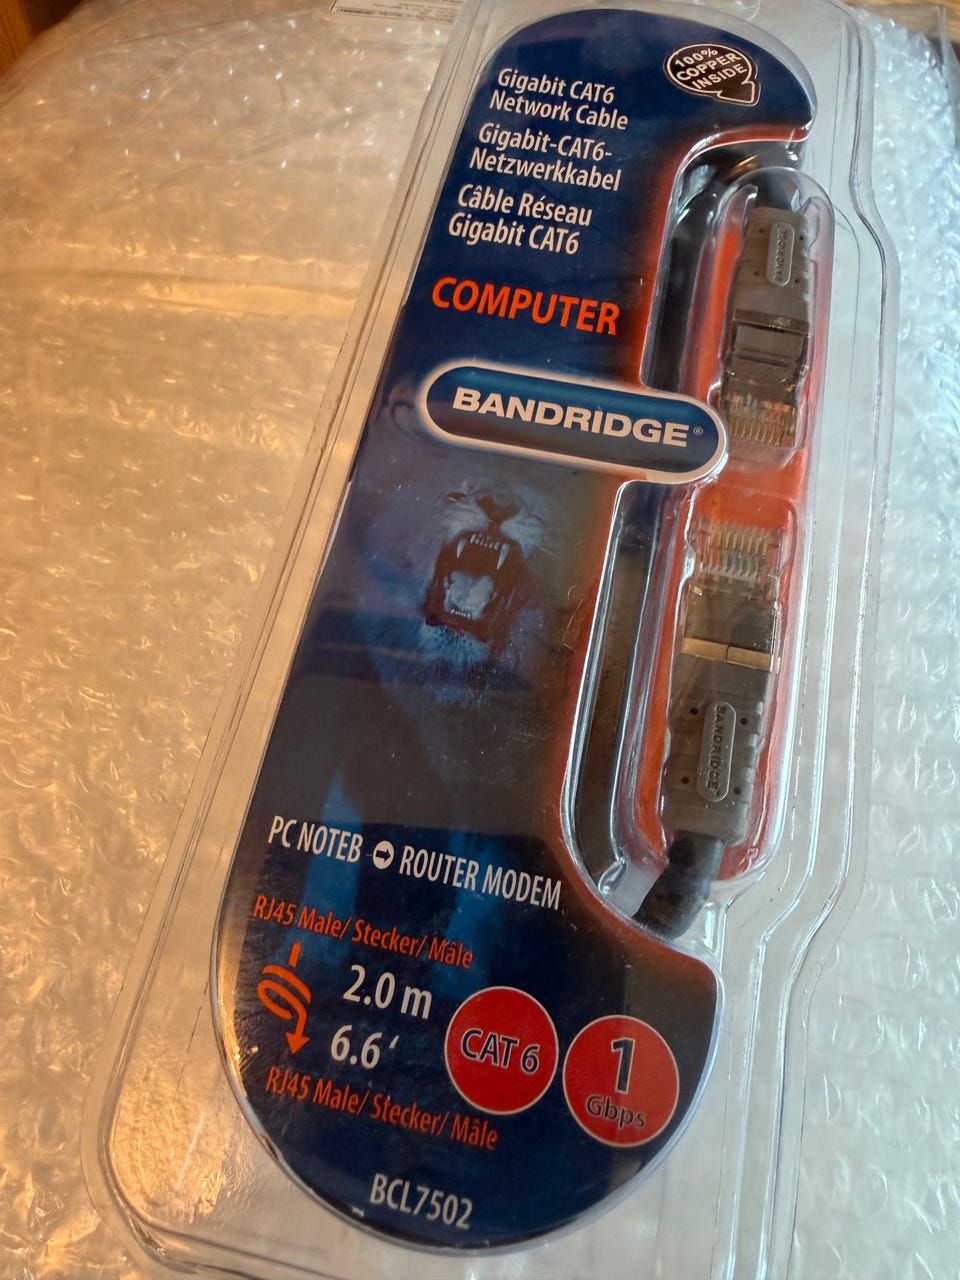 100%
COPPER
INSIDE
Gigabit CAT6
Network Cable
Gigabit-CAT6-
Netzwerkkabel
Câble Réseau
Gigabit CAT6
COMPUTER
BANDRIDGE®
BANDRIDGE
PC NOTEB ➲ ROUTER MODEM
RJ45 Male/ Stecker/ Mâle
2.0 m
6.6‘
RJ45 Male/ Stecker/ Mâle
CAT 6
1
Gbps
BCL7502